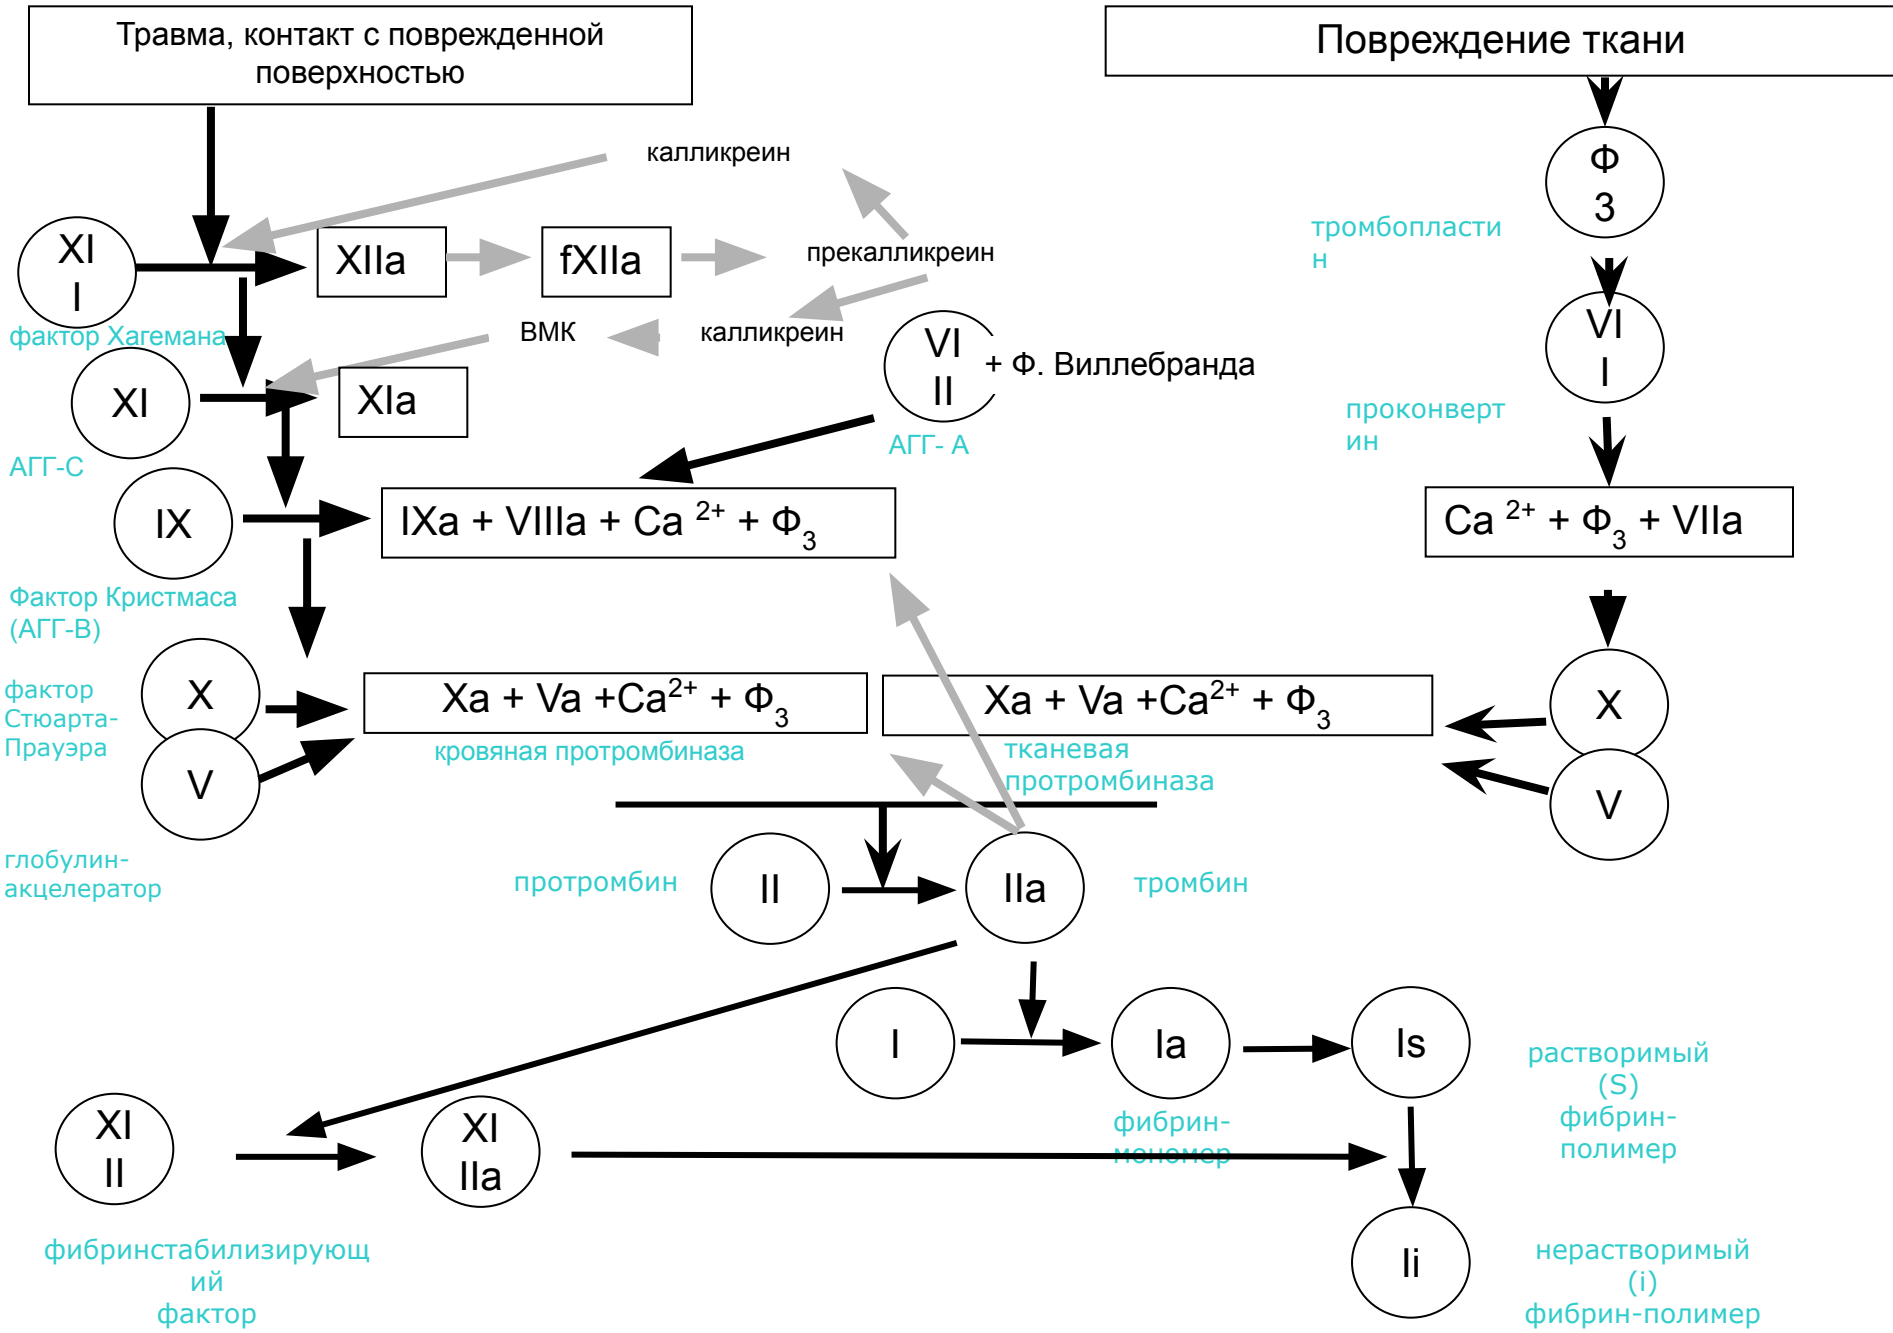 Травма, контакт с поврежденной
поверхностью
Повреждение ткани
калликреин
Ф
3
тромбопласти
н
XI
I
XIIa
fXIIa
прекалликреин
фактор Хагемана
ВМК
калликреин
VI
II
+ Ф. Виллебранда
VI
I
XI
XIa
АГГ- А
проконверт
ин
АГГ-С
IX
IXa + VIIIa + Ca 2+ + Ф3
Ca 2+ + Ф3 + VIIa
Фактор Кристмаса
(АГГ-В)
X
фактор
Стюарта-
Прауэра
Xa + Va +Ca2+ + Ф3
Xa + Va +Ca2+ + Ф3
X
кровяная протромбиназа
тканевая
протромбиназа
V
V
глобулин-
акцелератор
протромбин
II
IIa
тромбин
I
Ia
Is
растворимый
(S)
фибрин-
полимер
фибрин-
мономер
XI
II
XI
IIa
фибринстабилизирующ
ий
фактор
Ii
нерастворимый
(i)
фибрин-полимер